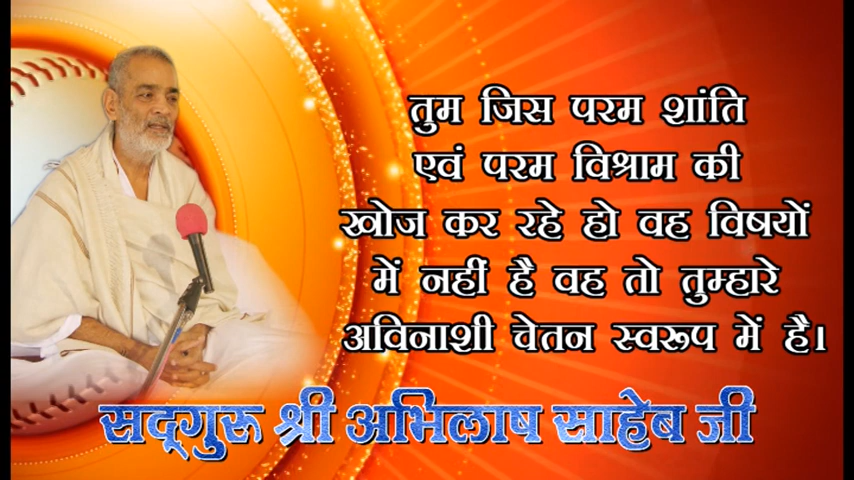 तुम जिस परम शांति
एवं परम विश्राम की
खोज कर रहे हो वह विषयों
में नहीं है वह तो तुम्हारे
अविनाशी चेतन स्वरूप में है।
सद्गुरू श्री अभिलाष साहेब जी